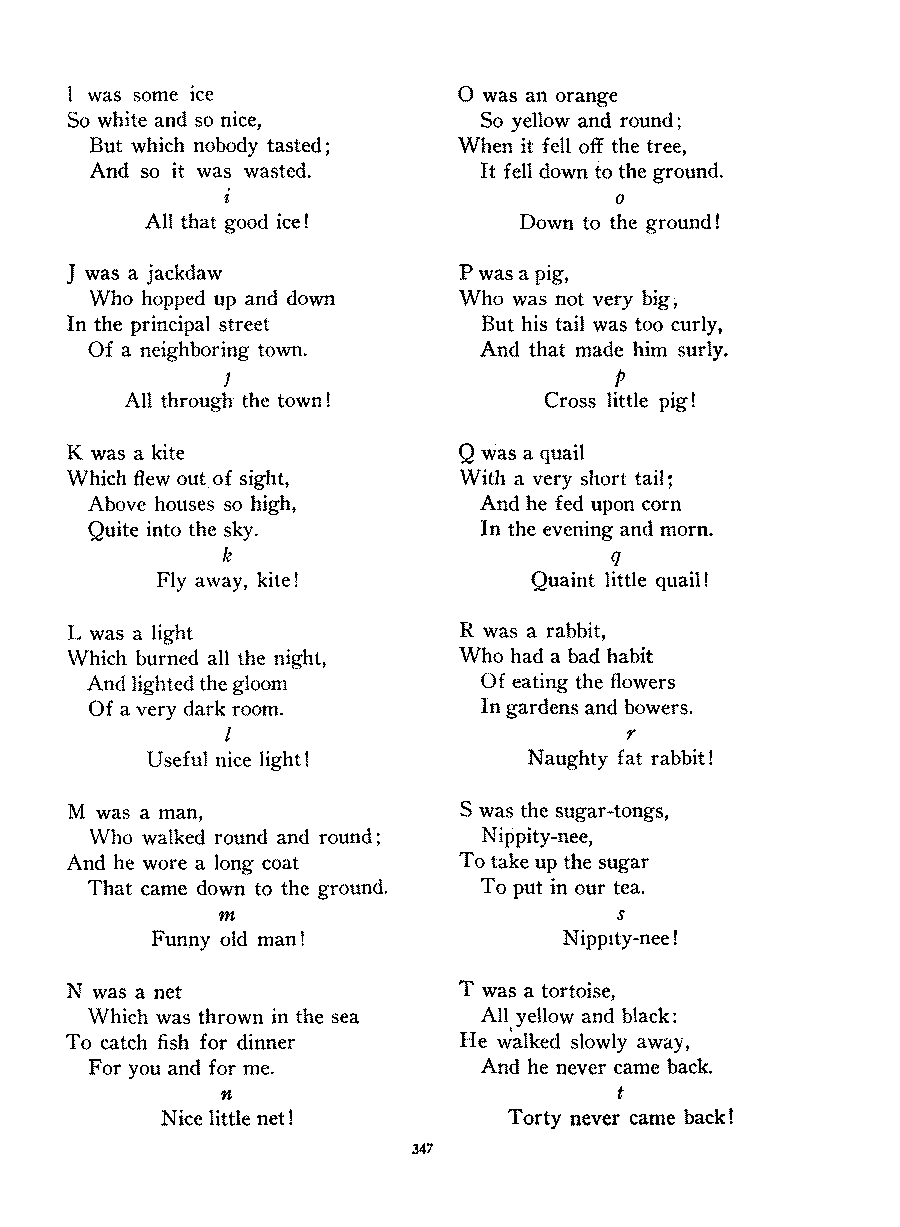 I was some ice
So white and so nice,
But which nobody tasted;
And so it was wasted.
i
All that good ice!

J was a jackdaw
Who hopped up and down
In the principal street
Of a neighboring town.
j
All through the town!

K was a kite
Which flew out of sight,
Above houses so high,
Quite into the sky.
k
Fly away, kite!

L was a light
Which burned all the night,
And lighted the gloom
Of a very dark room.
l
Useful nice light!

M was a man,
Who walked round and round;
And he wore a long coat
That came down to the ground.
m
Funny old man!

N was a net
Which was thrown in the sea
To catch fish for dinner
For you and for me.
n
Nice little net!

O was an orange
So yellow and round;
When it fell off the tree,
It fell down to the ground.
o
Down to the ground!

P was a pig,
Who was not very big,
But his tail was too curly,
And that made him surly.
p
Cross little pig!

Q was a quail
With a very short tail;
And he fed upon corn
In the evening and morn.
q
Quaint little quail!

R was a rabbit,
Who had a bad habit
Of eating the flowers
In gardens and bowers.
r
Naughty fat rabbit!

S was the sugar-tongs,
Nippity-nee,
To take up the sugar
To put in our tea.
s
Nippity-nee!

T was a tortoise,
All yellow and black:
He walked slowly away,
And he never came back.
t
Torty never came back!

347